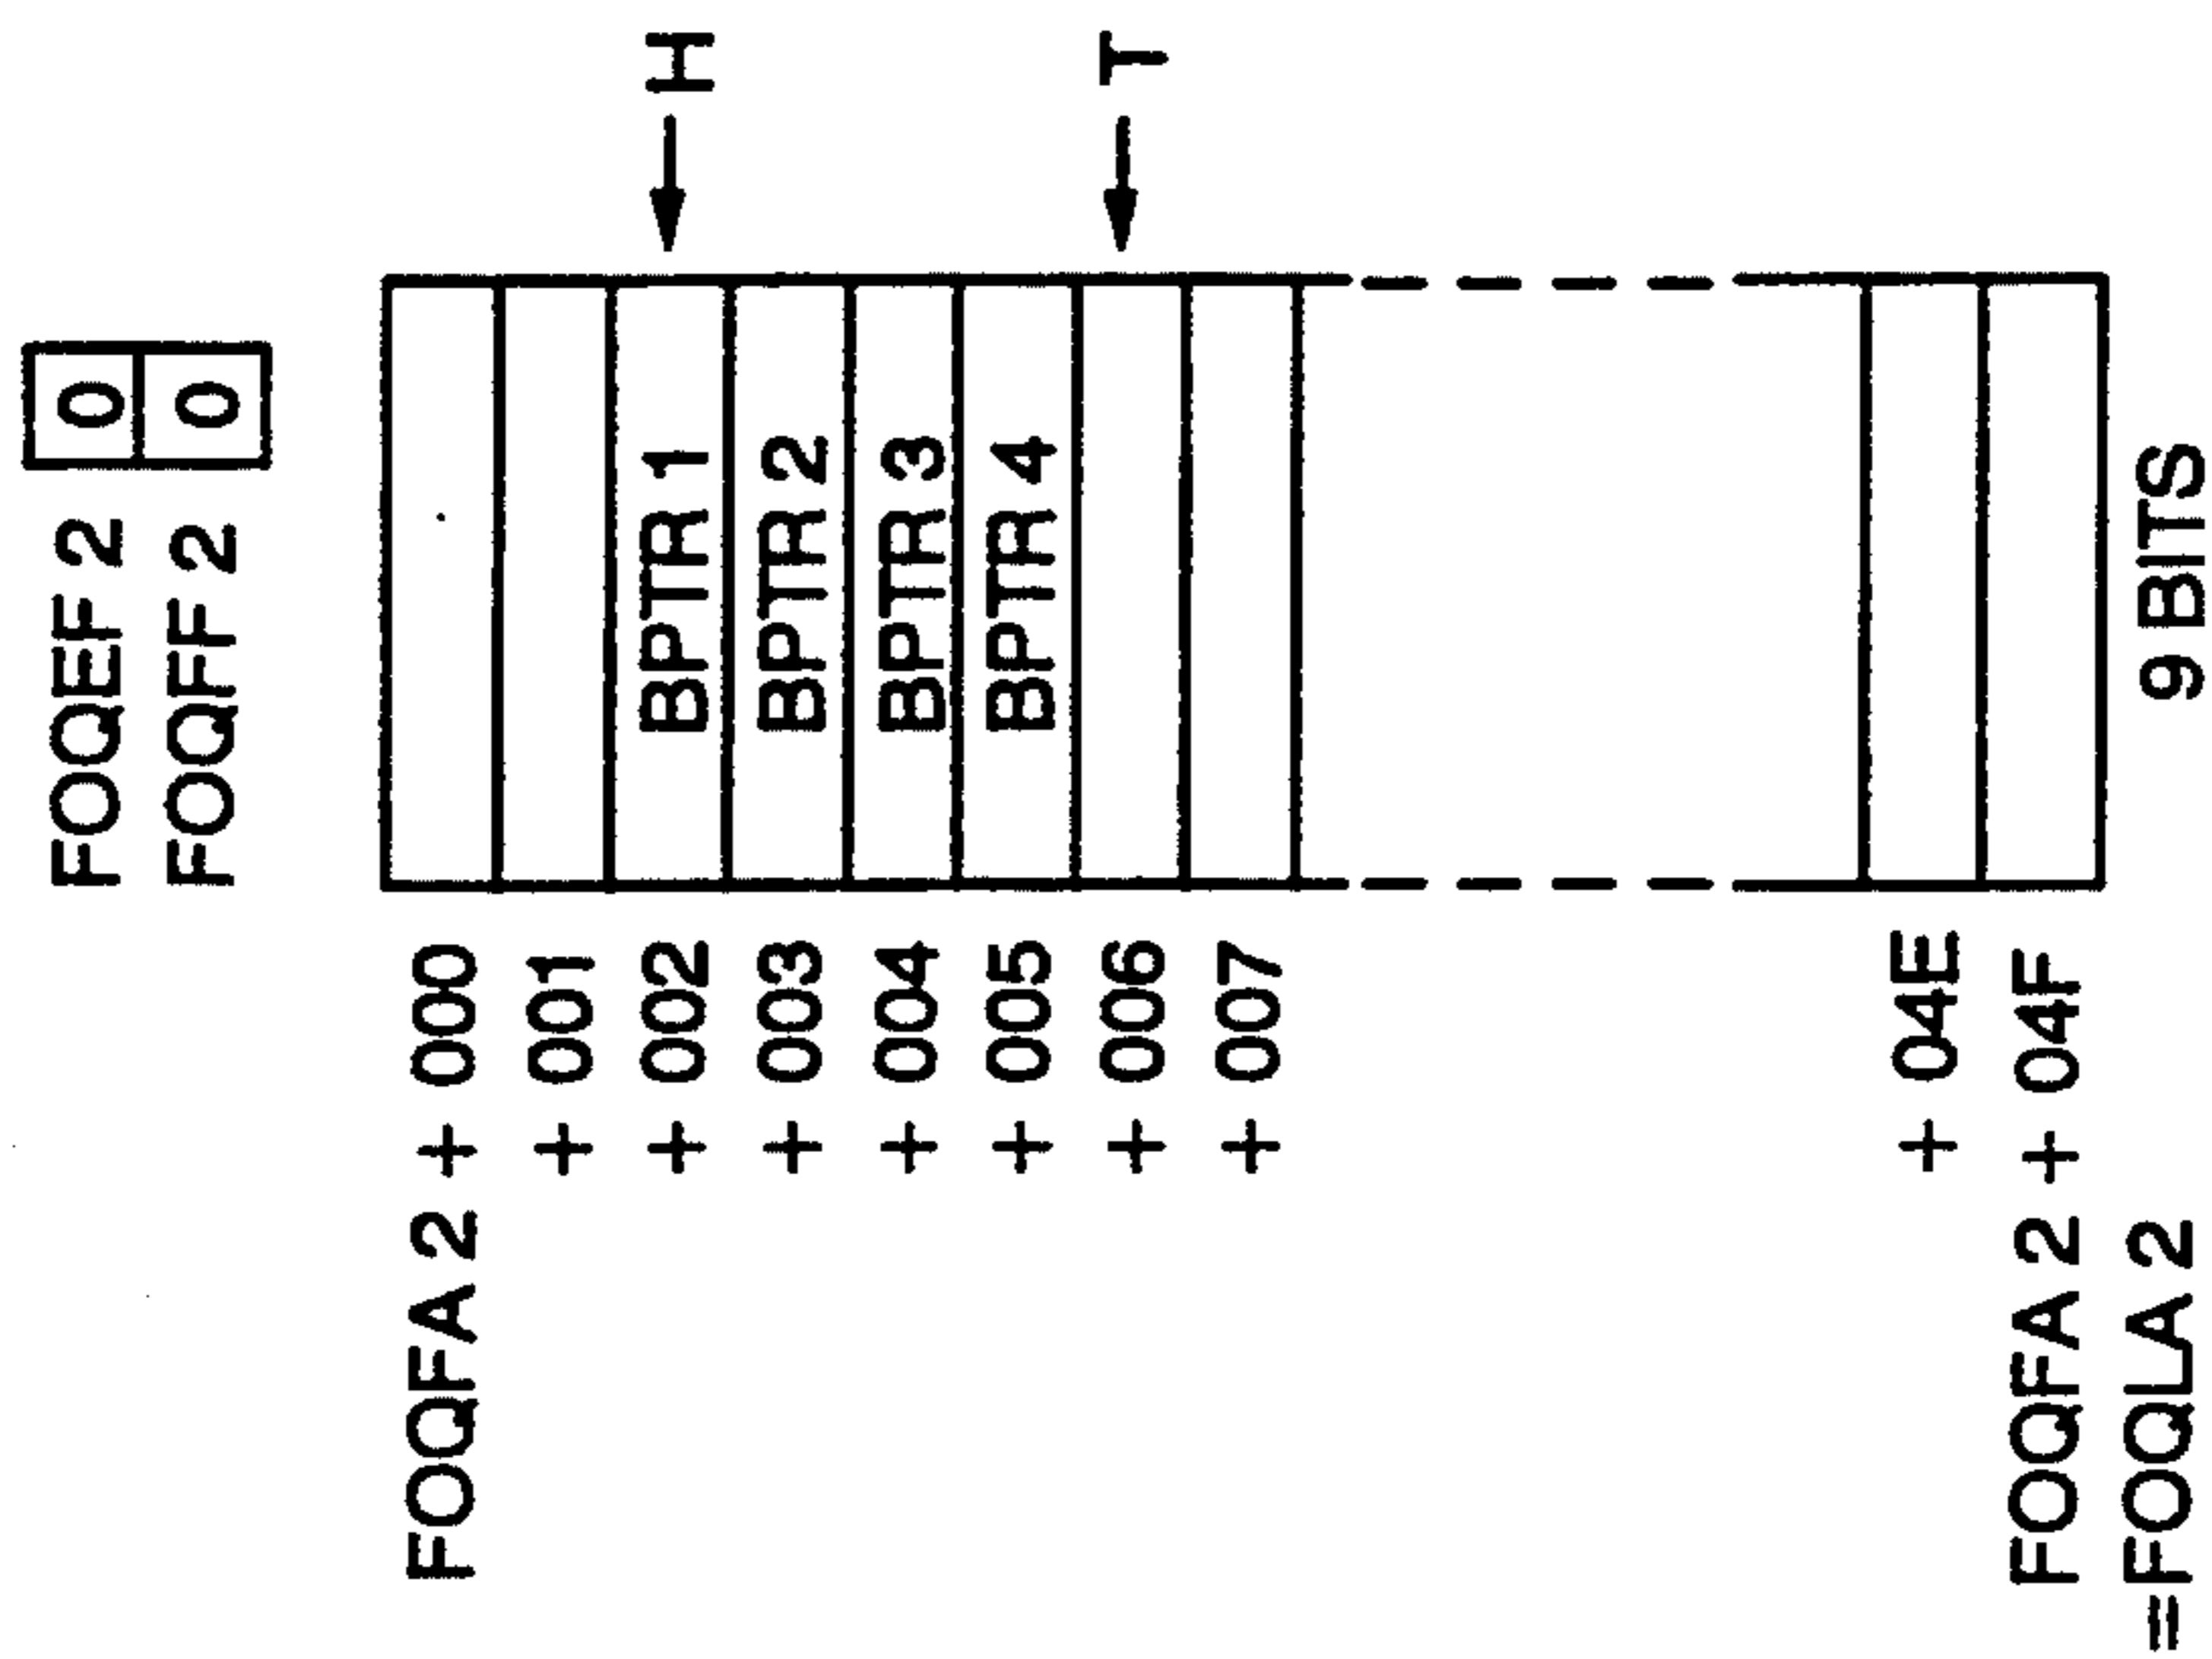 FOQEF 2 0
FOQFF 2 0
FOQFA 2 + 000
+ 001
+ 002 BPTR 1 H
+ 003 BPTR 2
+ 004 BPTR 3
+ 005 BPTR 4
+ 006 T
+ 007
+ 04E
FOQFA 2 + 04F
=FOQLA 2
9 BITS